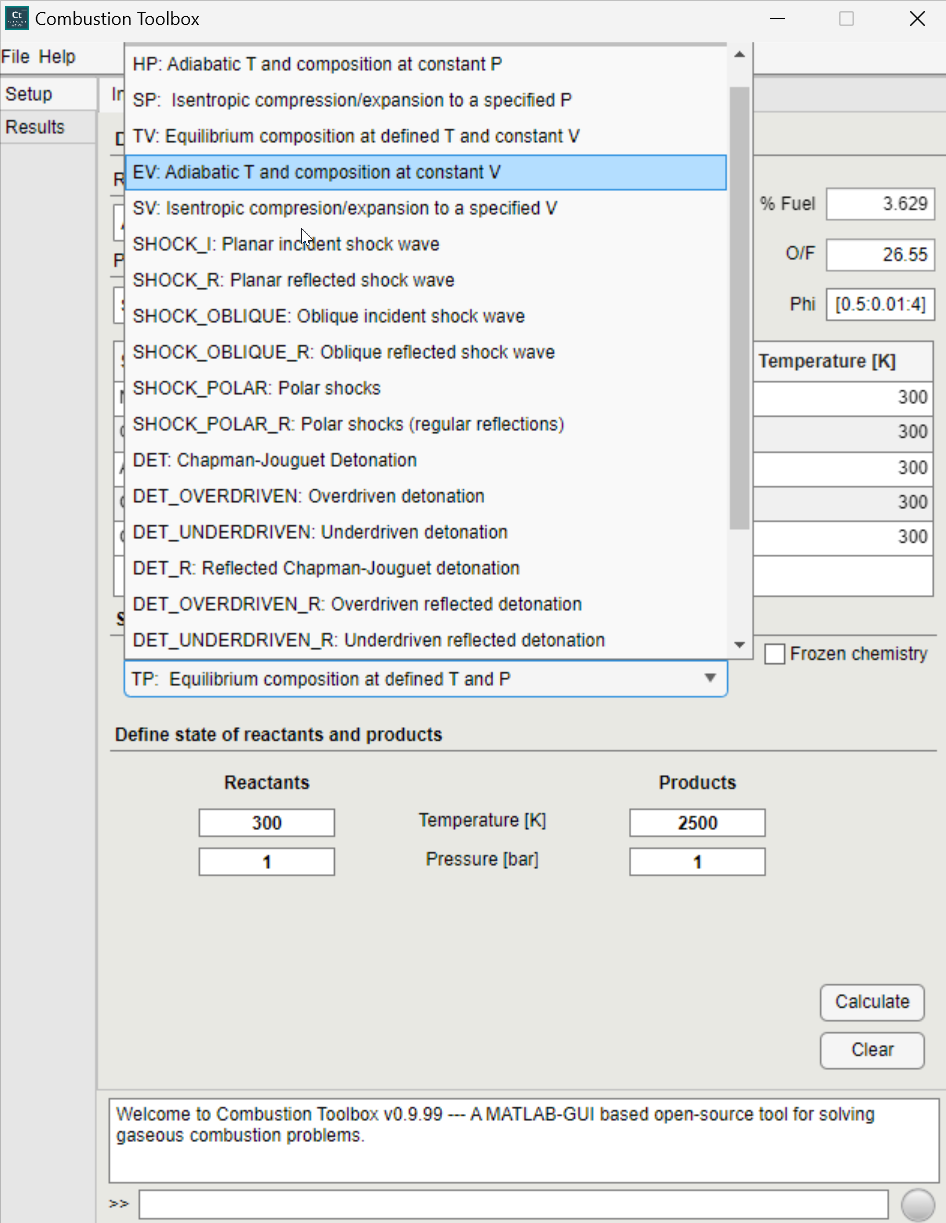 Ct
Combustion Toolbox
File Help
Setup
Results
HP: Adiabatic T and composition at constant P
SP: Isentropic compression/expansion to a specified P
TV: Equilibrium composition at defined T and constant V
EV: Adiabatic T and composition at constant V
SV: Isentropic compresion/expansion to a specified V
SHOCK_I: Planar incident shock wave
SHOCK_R: Planar reflected shock wave
SHOCK_OBLIQUE: Oblique incident shock wave
SHOCK_OBLIQUE_R: Oblique reflected shock wave
SHOCK_POLAR: Polar shocks
SHOCK_POLAR_R: Polar shocks (regular reflections)
DET: Chapman-Jouguet Detonation
DET_OVERDRIVEN: Overdriven detonation
DET_UNDERDRIVEN: Underdriven detonation
DET_R: Reflected Chapman-Jouguet detonation
DET_OVERDRIVEN_R: Overdriven reflected detonation
DET_UNDERDRIVEN_R: Underdriven reflected detonation
TP: Equilibrium composition at defined T and P
% Fuel 3.629
O/F 26.55
Phi [0.5:0.01:4]
Temperature [K]
300
300
300
300
300
Frozen chemistry
Define state of reactants and products
Reactants Products
300 Temperature [K] 2500
1 Pressure [bar] 1
Calculate
Clear
Welcome to Combustion Toolbox v0.9.99 --- A MATLAB-GUI based open-source tool for solving
gaseous combustion problems.
>>